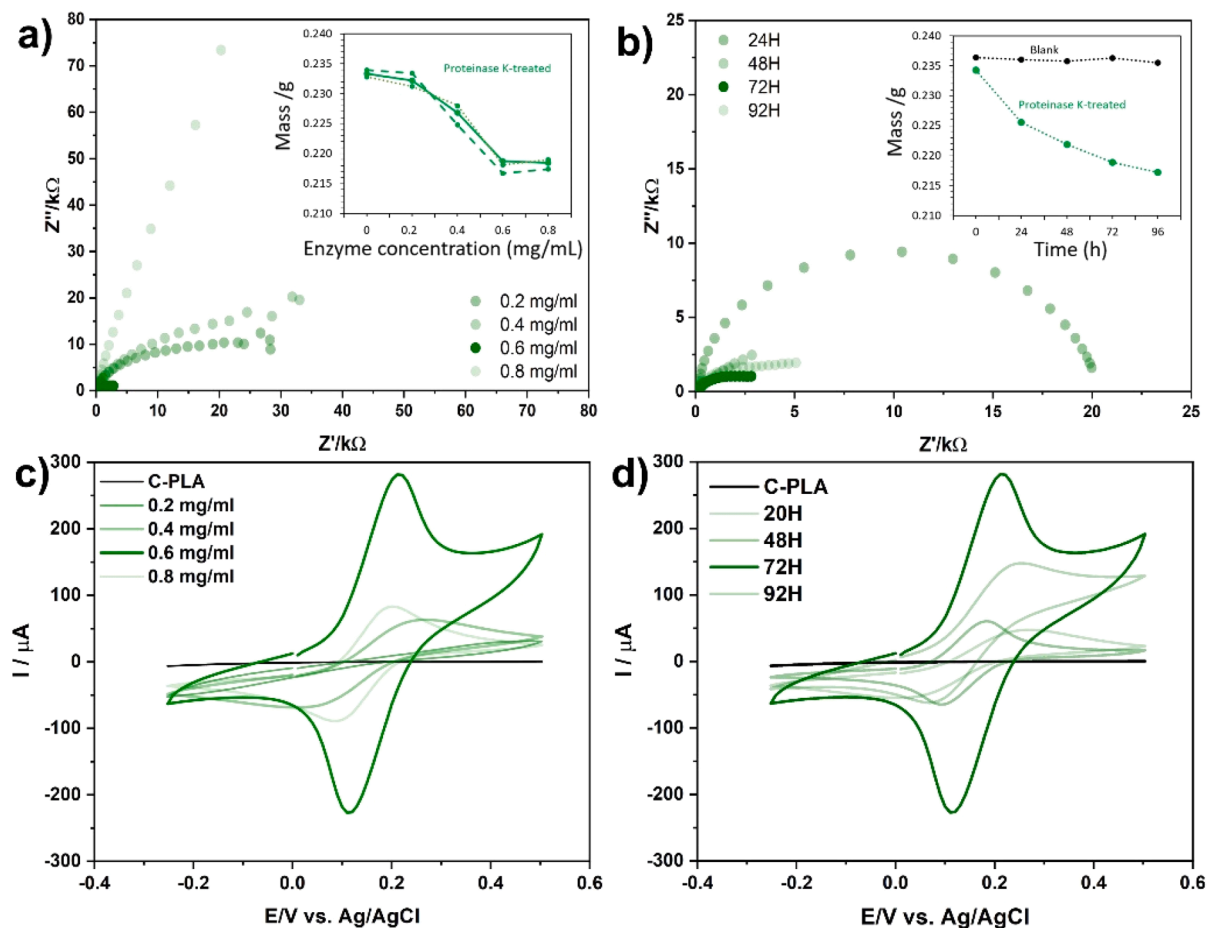 a)
80
70
60
50
40
30
20
10
0
Z''/kΩ
0 10 20 30 40 50 60 70 80
Z'/kΩ
0.240
0.235
0.230
0.225
0.220
0.215
0.210
Mass /g
Proteinase K-treated
0 0.2 0.4 0.6 0.8
Enzyme concentration (mg/mL)
0.2 mg/ml
0.4 mg/ml
0.6 mg/ml
0.8 mg/ml
b)
25
20
15
10
5
0
Z''/kΩ
0 5 10 15 20 25
Z'/kΩ
24H
48H
72H
92H
0.240
0.235
0.230
0.225
0.220
0.215
0.210
Mass /g
Blank
Proteinase K-treated
0 24 48 72 96
Time (h)
c)
300
200
100
0
-100
-200
-300
I / μA
C-PLA
0.2 mg/ml
0.4 mg/ml
0.6 mg/ml
0.8 mg/ml
-0.4 -0.2 0.0 0.2 0.4 0.6
E/V vs. Ag/AgCl
d)
300
200
100
0
-100
-200
-300
I / μA
C-PLA
20H
48H
72H
92H
-0.4 -0.2 0.0 0.2 0.4 0.6
E/V vs. Ag/AgCl